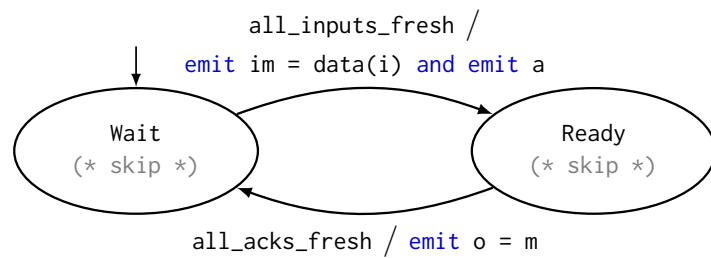 all_inputs_fresh /
emit im = data(i) and emit a
Wait
(* skip *)
Ready
(* skip *)
all_acks_fresh / emit o = m